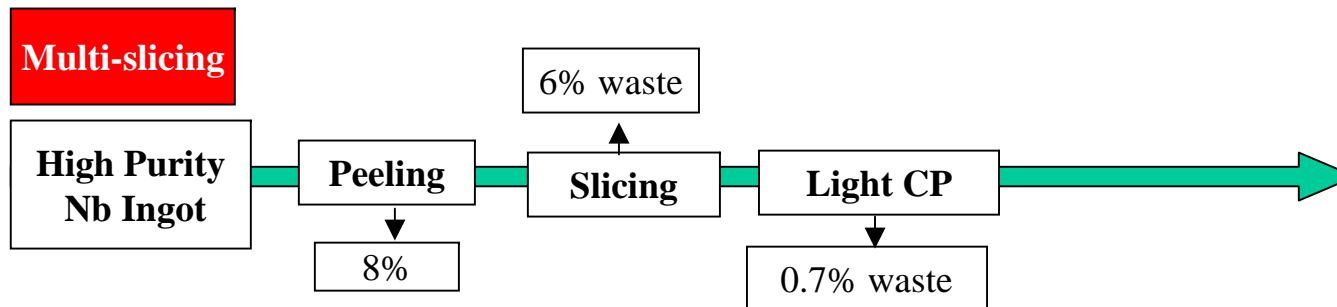 Multi-slicing
6% waste
High Purity
Nb Ingot
Peeling
Slicing
Light CP
8%
0.7% waste